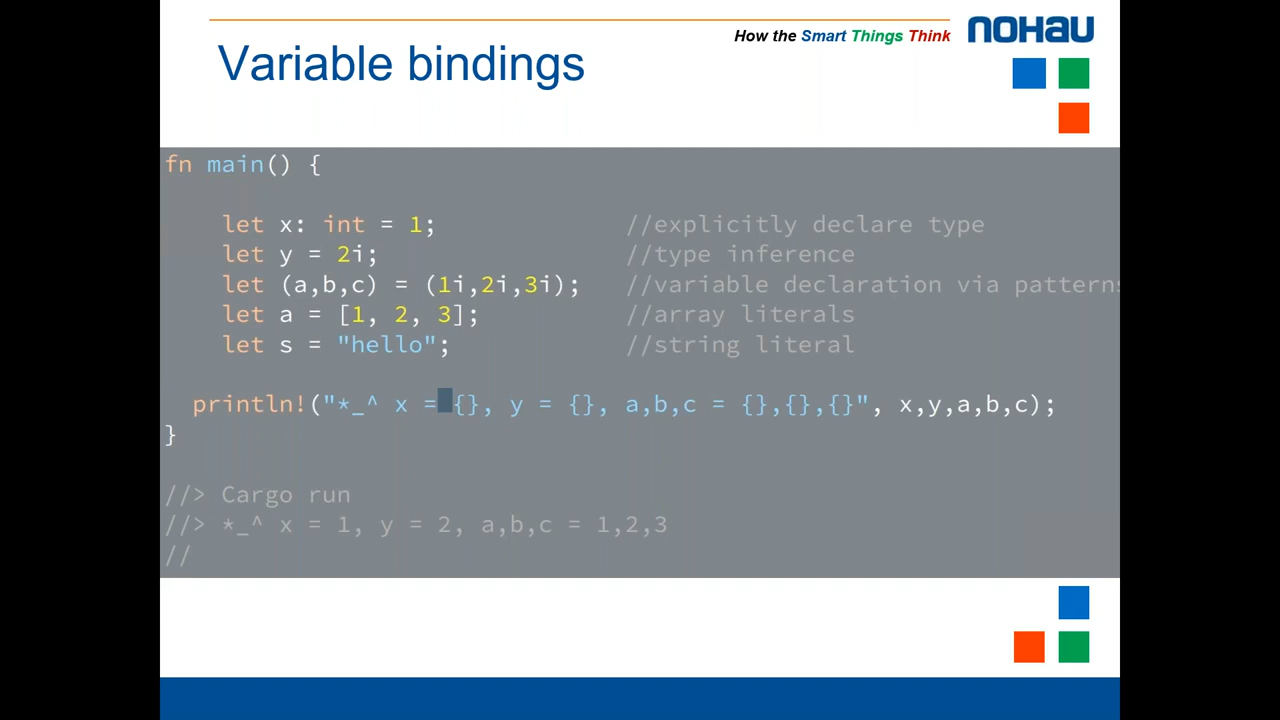 How the Smart Things Think
nohau
Variable bindings
fn main() {
let x: int = 1; //explicitly declare type
let y = 2i; //type inference
let (a,b,c) = (1i,2i,3i); //variable declaration via patterns
let a = [1, 2, 3]; //array literals
let s = "hello"; //string literal
println!("*_^ x = {}, y = {}, a,b,c = {},{},{}", x,y,a,b,c);
}
//> Cargo run
//> *_^ x = 1, y = 2, a,b,c = 1,2,3
//